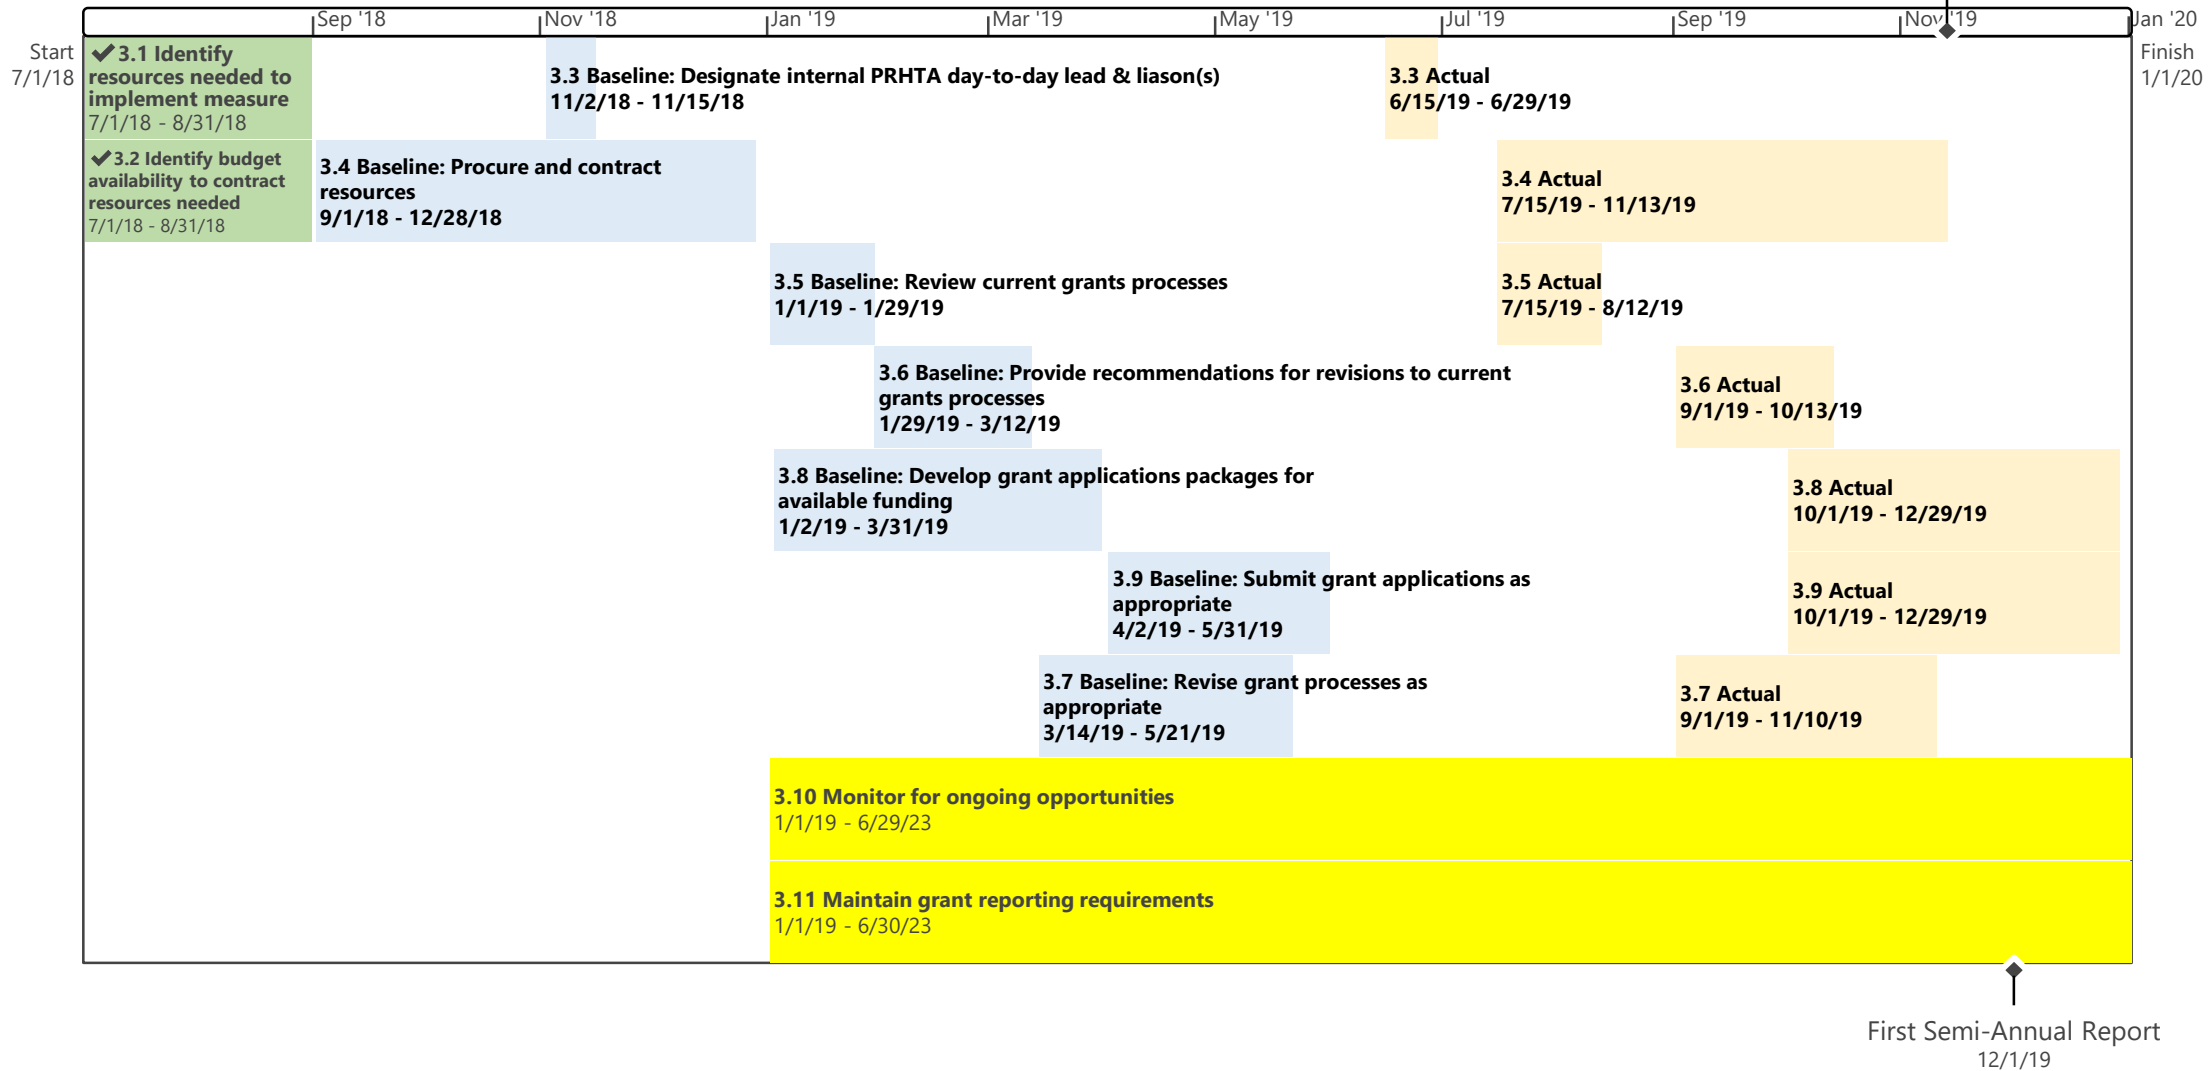 Sep '18
Nov '18
Jan '19
Mar '19
May '19
Jul '19
Sep '19
Nov '19
Jan '20
Start
7/1/18
Finish
1/1/20
✔3.1 Identify
resources needed to
implement measure
7/1/18 - 8/31/18
3.3 Baseline: Designate internal PRHTA day-to-day lead & liason(s)
11/2/18 - 11/15/18
3.3 Actual
6/15/19 - 6/29/19
✔3.2 Identify budget
availability to contract
resources needed
7/1/18 - 8/31/18
3.4 Baseline: Procure and contract
resources
9/1/18 - 12/28/18
3.4 Actual
7/15/19 - 11/13/19
3.5 Baseline: Review current grants processes
1/1/19 - 1/29/19
3.5 Actual
7/15/19 - 8/12/19
3.6 Baseline: Provide recommendations for revisions to current
grants processes
1/29/19 - 3/12/19
3.6 Actual
9/1/19 - 10/13/19
3.8 Baseline: Develop grant applications packages for
available funding
1/2/19 - 3/31/19
3.8 Actual
10/1/19 - 12/29/19
3.9 Baseline: Submit grant applications as
appropriate
4/2/19 - 5/31/19
3.9 Actual
10/1/19 - 12/29/19
3.7 Baseline: Revise grant processes as
appropriate
3/14/19 - 5/21/19
3.7 Actual
9/1/19 - 11/10/19
3.10 Monitor for ongoing opportunities
1/1/19 - 6/29/23
3.11 Maintain grant reporting requirements
1/1/19 - 6/30/23
First Semi-Annual Report
12/1/19